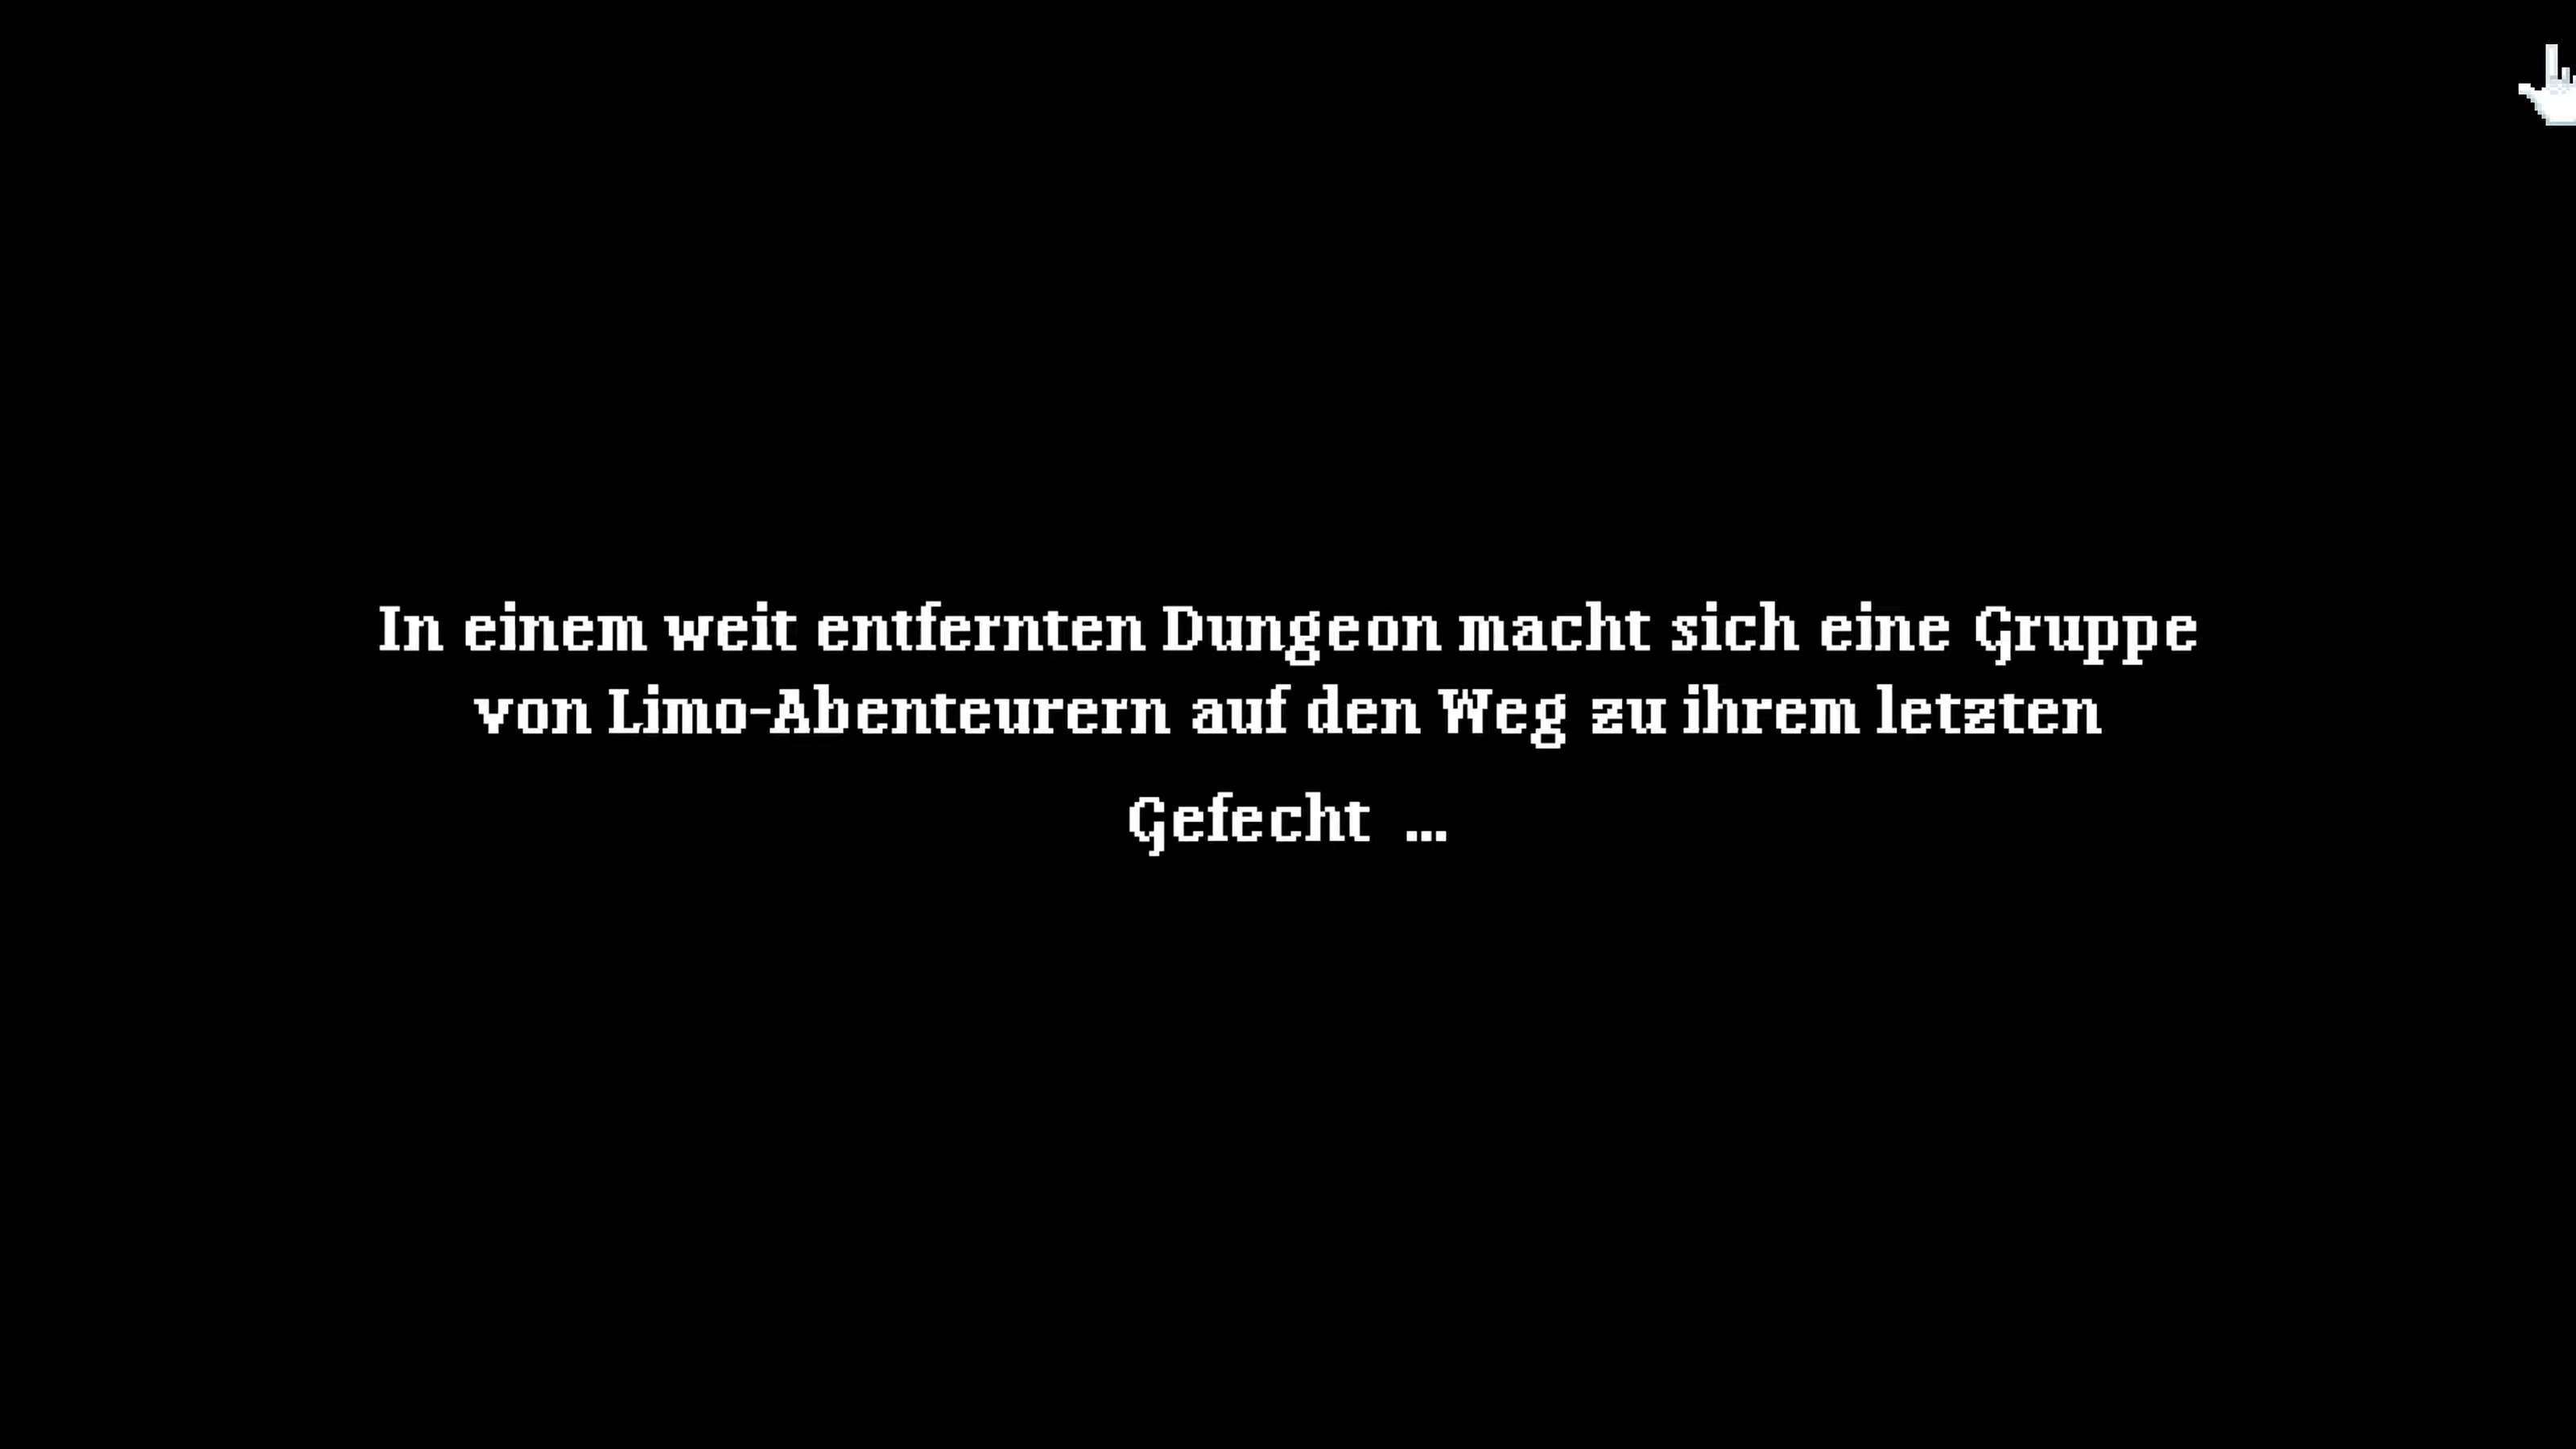 In einem weit entfernten Dungeon macht sich eine Gruppe
von Limo-Abenteurern auf den Weg zu ihrem letzten
Gefecht ...